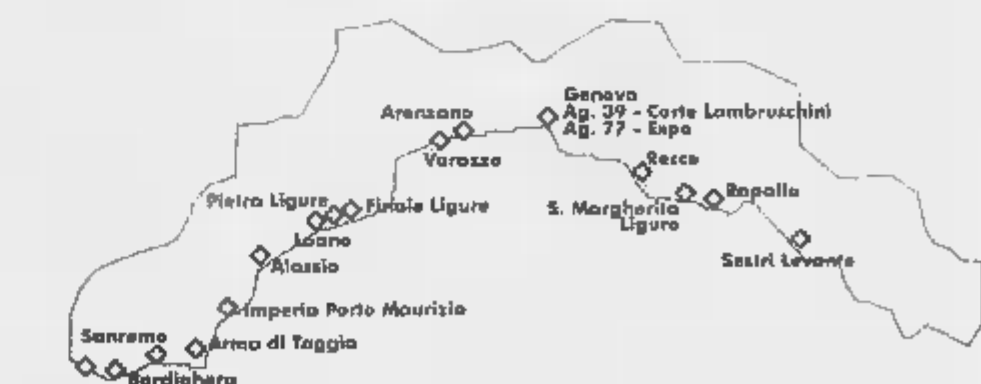 Genova
Arenzano
Ag. 39 - Corte Lambruschini
Ag. 77 - Expo
Varazze
Recco
Pietra Ligure
Finale Ligure
Rapallo
S. Margherita
Ligure
Loano
Alassio
Sestri Levante
Imperia Porto Maurizio
Sanremo
Arma di Taggia
Bordighera